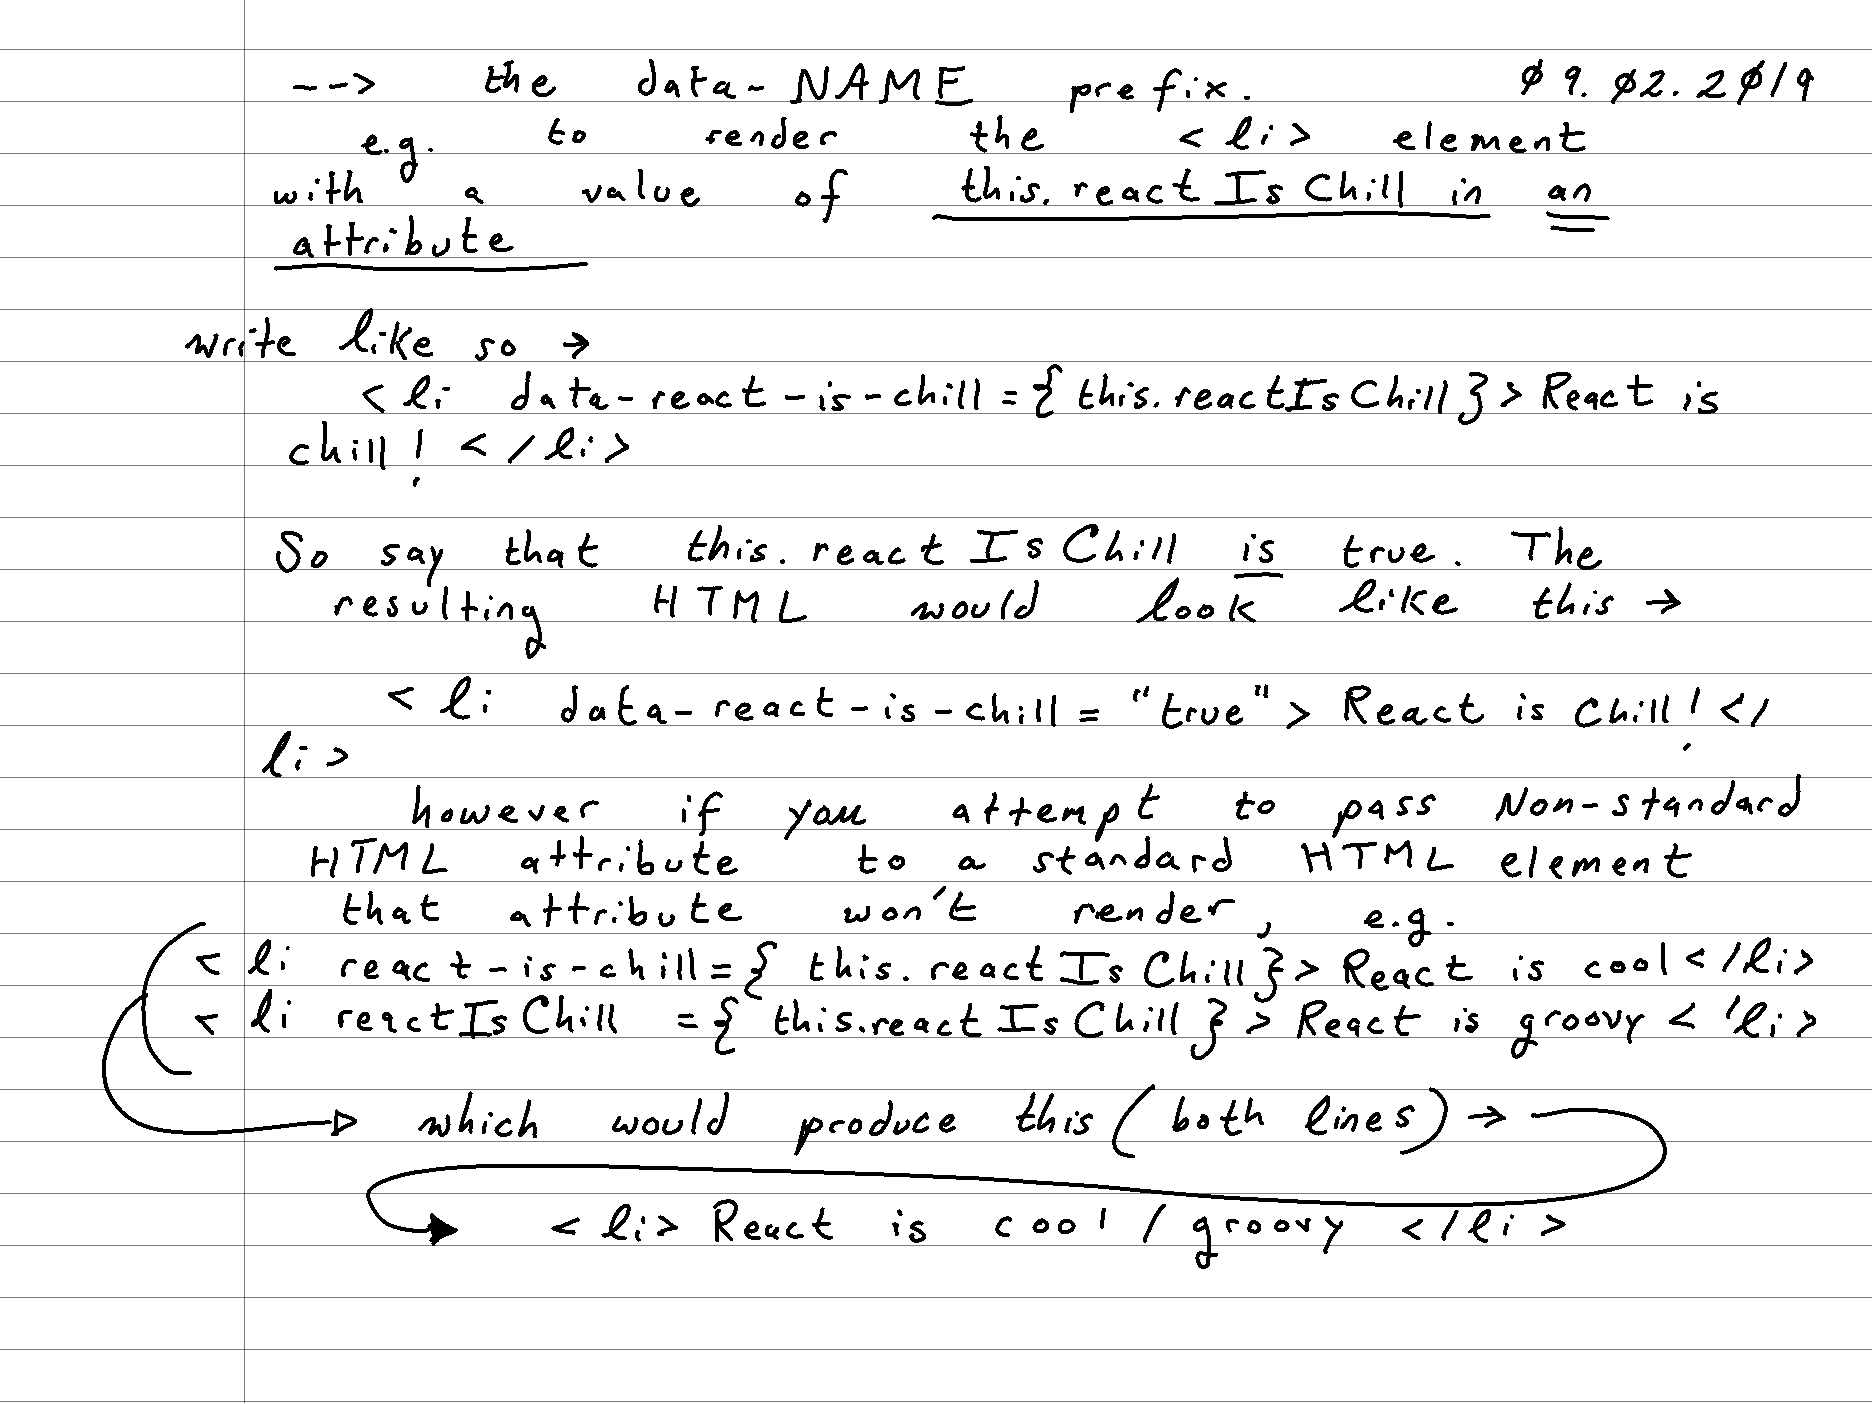 --> the data-NAME prefix. 09.02.2019
e.g. to render the <li> element
with a value of this.reactIsChill in an
attribute
write like so →
<li data-react-is-chill={this.reactIsChill}> React is
chill! </li>
So say that this.reactIsChill is true. The
resulting HTML would look like this →
<li data-react-is-chill="true"> React is Chill! </
li>
however if you attempt to pass Non-standard
HTML attribute to a standard HTML element
that attribute won't render, e.g.
<li react-is-chill={this.reactIsChill}> React is cool</li>
<li reactIsChill ={this.reactIsChill}> React is groovy <'li>
which would produce this (both lines) →
<li> React is cool / groovy </li>